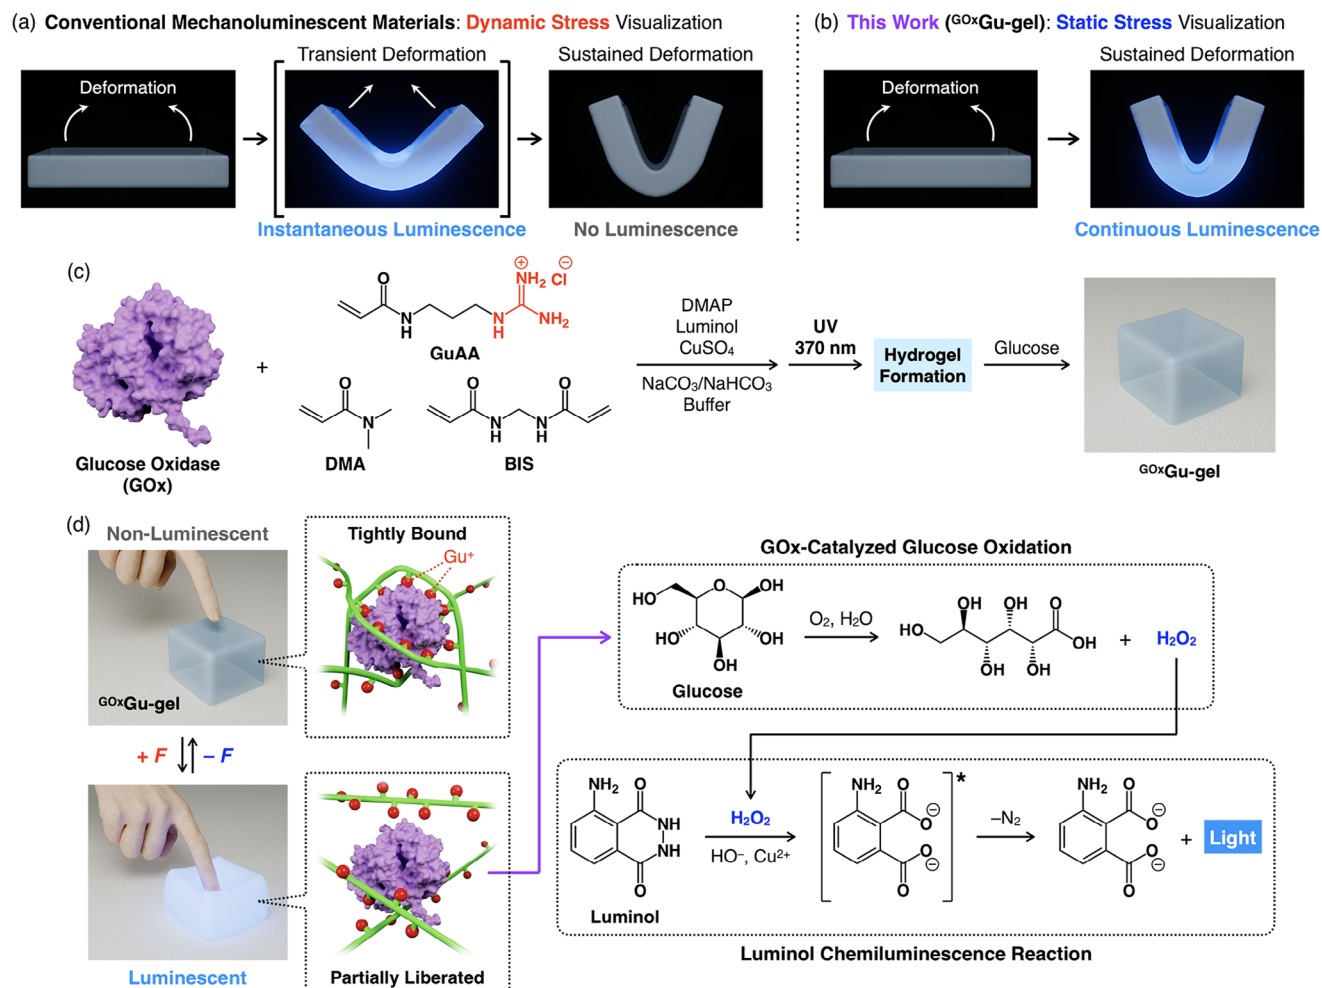 (a) Conventional Mechanoluminescent Materials: Dynamic Stress Visualization
Transient Deformation
Sustained Deformation
Deformation
Instantaneous Luminescence
No Luminescence
(b) This Work (GOxGu-gel): Static Stress Visualization
Sustained Deformation
Deformation
Continuous Luminescence
(c)
Glucose Oxidase
(GOx)
+
O
N
H
N
H
NH2
⊕
Cl
⊖
NH2
GuAA
O
N
DMA
O
N
H
N
H
O
BIS
DMAP
Luminol
CuSO4
NaCO3/NaHCO3
Buffer
UV
370 nm
Hydrogel
Formation
Glucose
GOxGu-gel
(d)
Non-Luminescent
GOxGu-gel
+ F
– F
Luminescent
Tightly Bound
Gu+
Partially Liberated
GOx-Catalyzed Glucose Oxidation
HO
O
OH
HO
OH
OH
Glucose
O2, H2O
OH
OH
O
HO
OH
OH
OH
+
H2O2
NH2
O
NH
NH
O
Luminol
H2O2
HO–, Cu2+
NH2
O
O
⊖
O
⊖
O
*
–N2
NH2
O
O
⊖
O
⊖
O
+
Light
Luminol Chemiluminescence Reaction